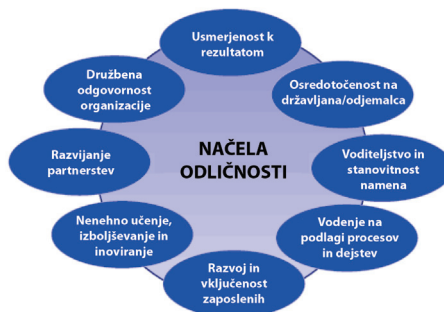 Usmerjenost k
rezultatom
Osredotočenost na
državljana/odjemalca
Voditeljstvo in
stanovitnost
namena
Vodenje na
podlagi procesov
in dejstev
Razvoj in
vključenost
zaposlenih
Nenehno učenje,
izboljševanje in
inoviranje
Razvijanje
partnerstev
Družbena
odgovornost
organizacije
NAČELA
ODLIČNOSTI